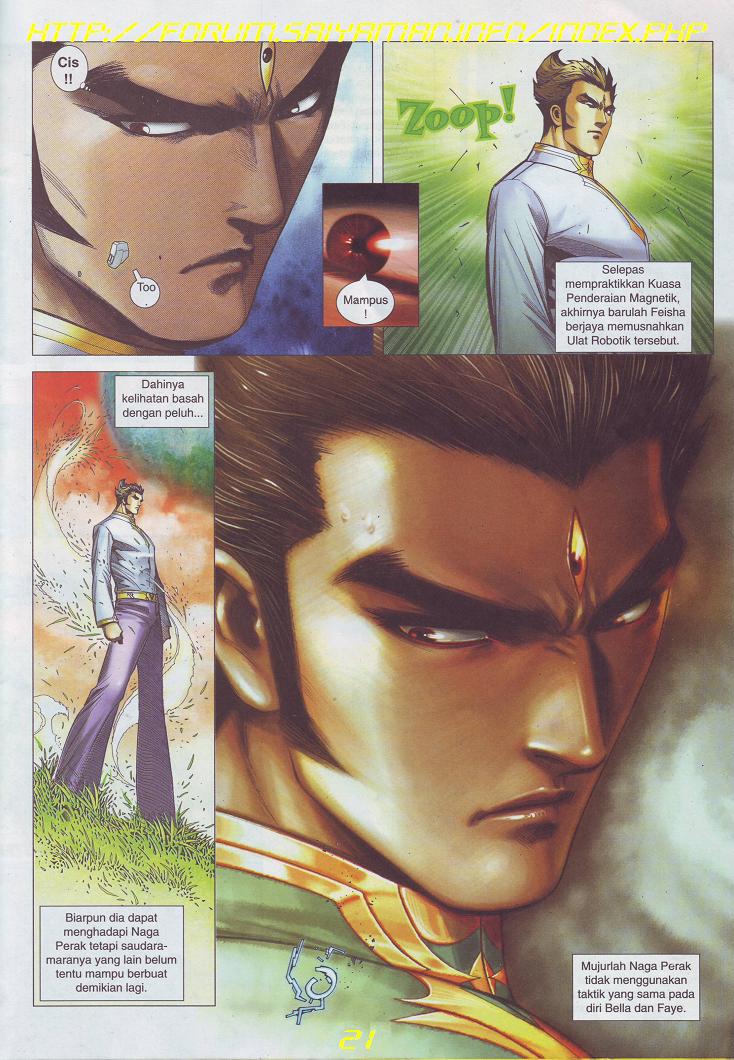 HTTP://FORUM.SAIYAMAN.INFO/INDEX.PHP
Cis
!!
Too
.
Mampus
!
Zoop!
Selepas
mempraktikkan Kuasa
Penderaian Magnetik,
akhirnya barulah Feisha
berjaya memusnahkan
Ulat Robotik tersebut.
Dahinya
kelihatan basah
dengan peluh...
Biarpun dia dapat
menghadapi Naga
Perak tetapi saudara-
maranya yang lain belum
tentu mampu berbuat
demikian lagi.
Mujurlah Naga Perak
tidak menggunakan
taktik yang sama pada
diri Bella dan Faye.
21